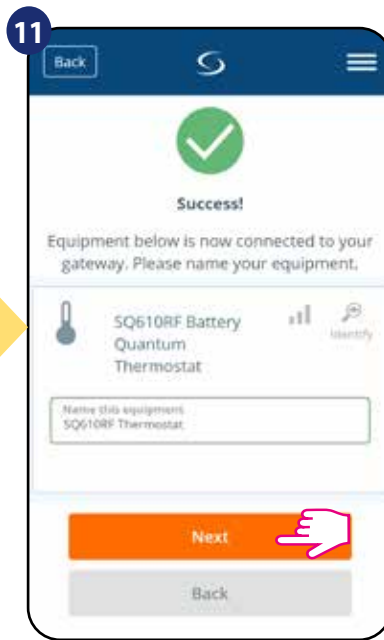 11
Back
Success!
Equipment below is now connected to your
gateway. Please name your equipment.
SQ610RF Battery
Quantum
Thermostat
Identify
Name this equipment
SQ610RF Thermostat
Next
Back